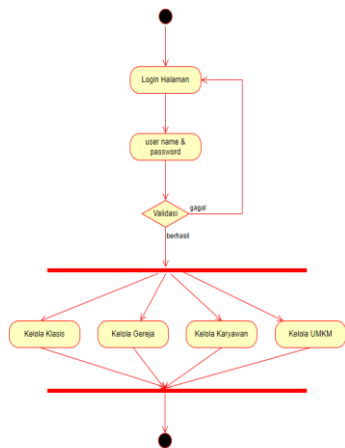 Login Halaman
user name &
password
Validasi
gagal
berhasil
Kelola Klasis
Kelola Gereja
Kelola Karyawan
Kelola UMKM